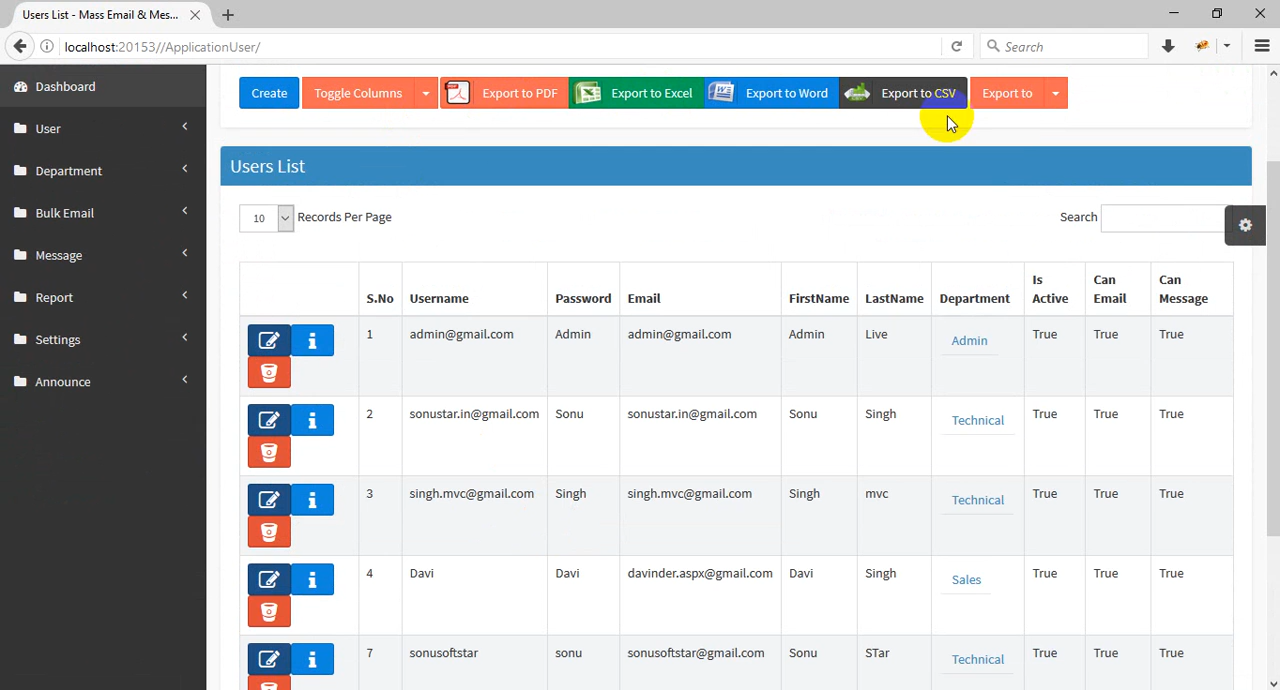 Users List - Mass Email & Mes...
localhost:20153//ApplicationUser/
Search
Dashboard
User
Department
Bulk Email
Message
Report
Settings
Announce
Create Toggle Columns Export to PDF Export to Excel Export to Word Export to CSV Export to
Users List
10 Records Per Page Search
S.No Username Password Email FirstName LastName Department Is Active Can Email Can Message
1 admin@gmail.com Admin admin@gmail.com Admin Live Admin True True True
2 sonustar.in@gmail.com Sonu sonustar.in@gmail.com Sonu Singh Technical True True True
3 singh.mvc@gmail.com Singh singh.mvc@gmail.com Singh mvc Technical True True True
4 Davi Davi davinder.aspx@gmail.com Davi Singh Sales True True True
7 sonusoftstar sonu sonusoftstar@gmail.com Sonu STar Technical True True True